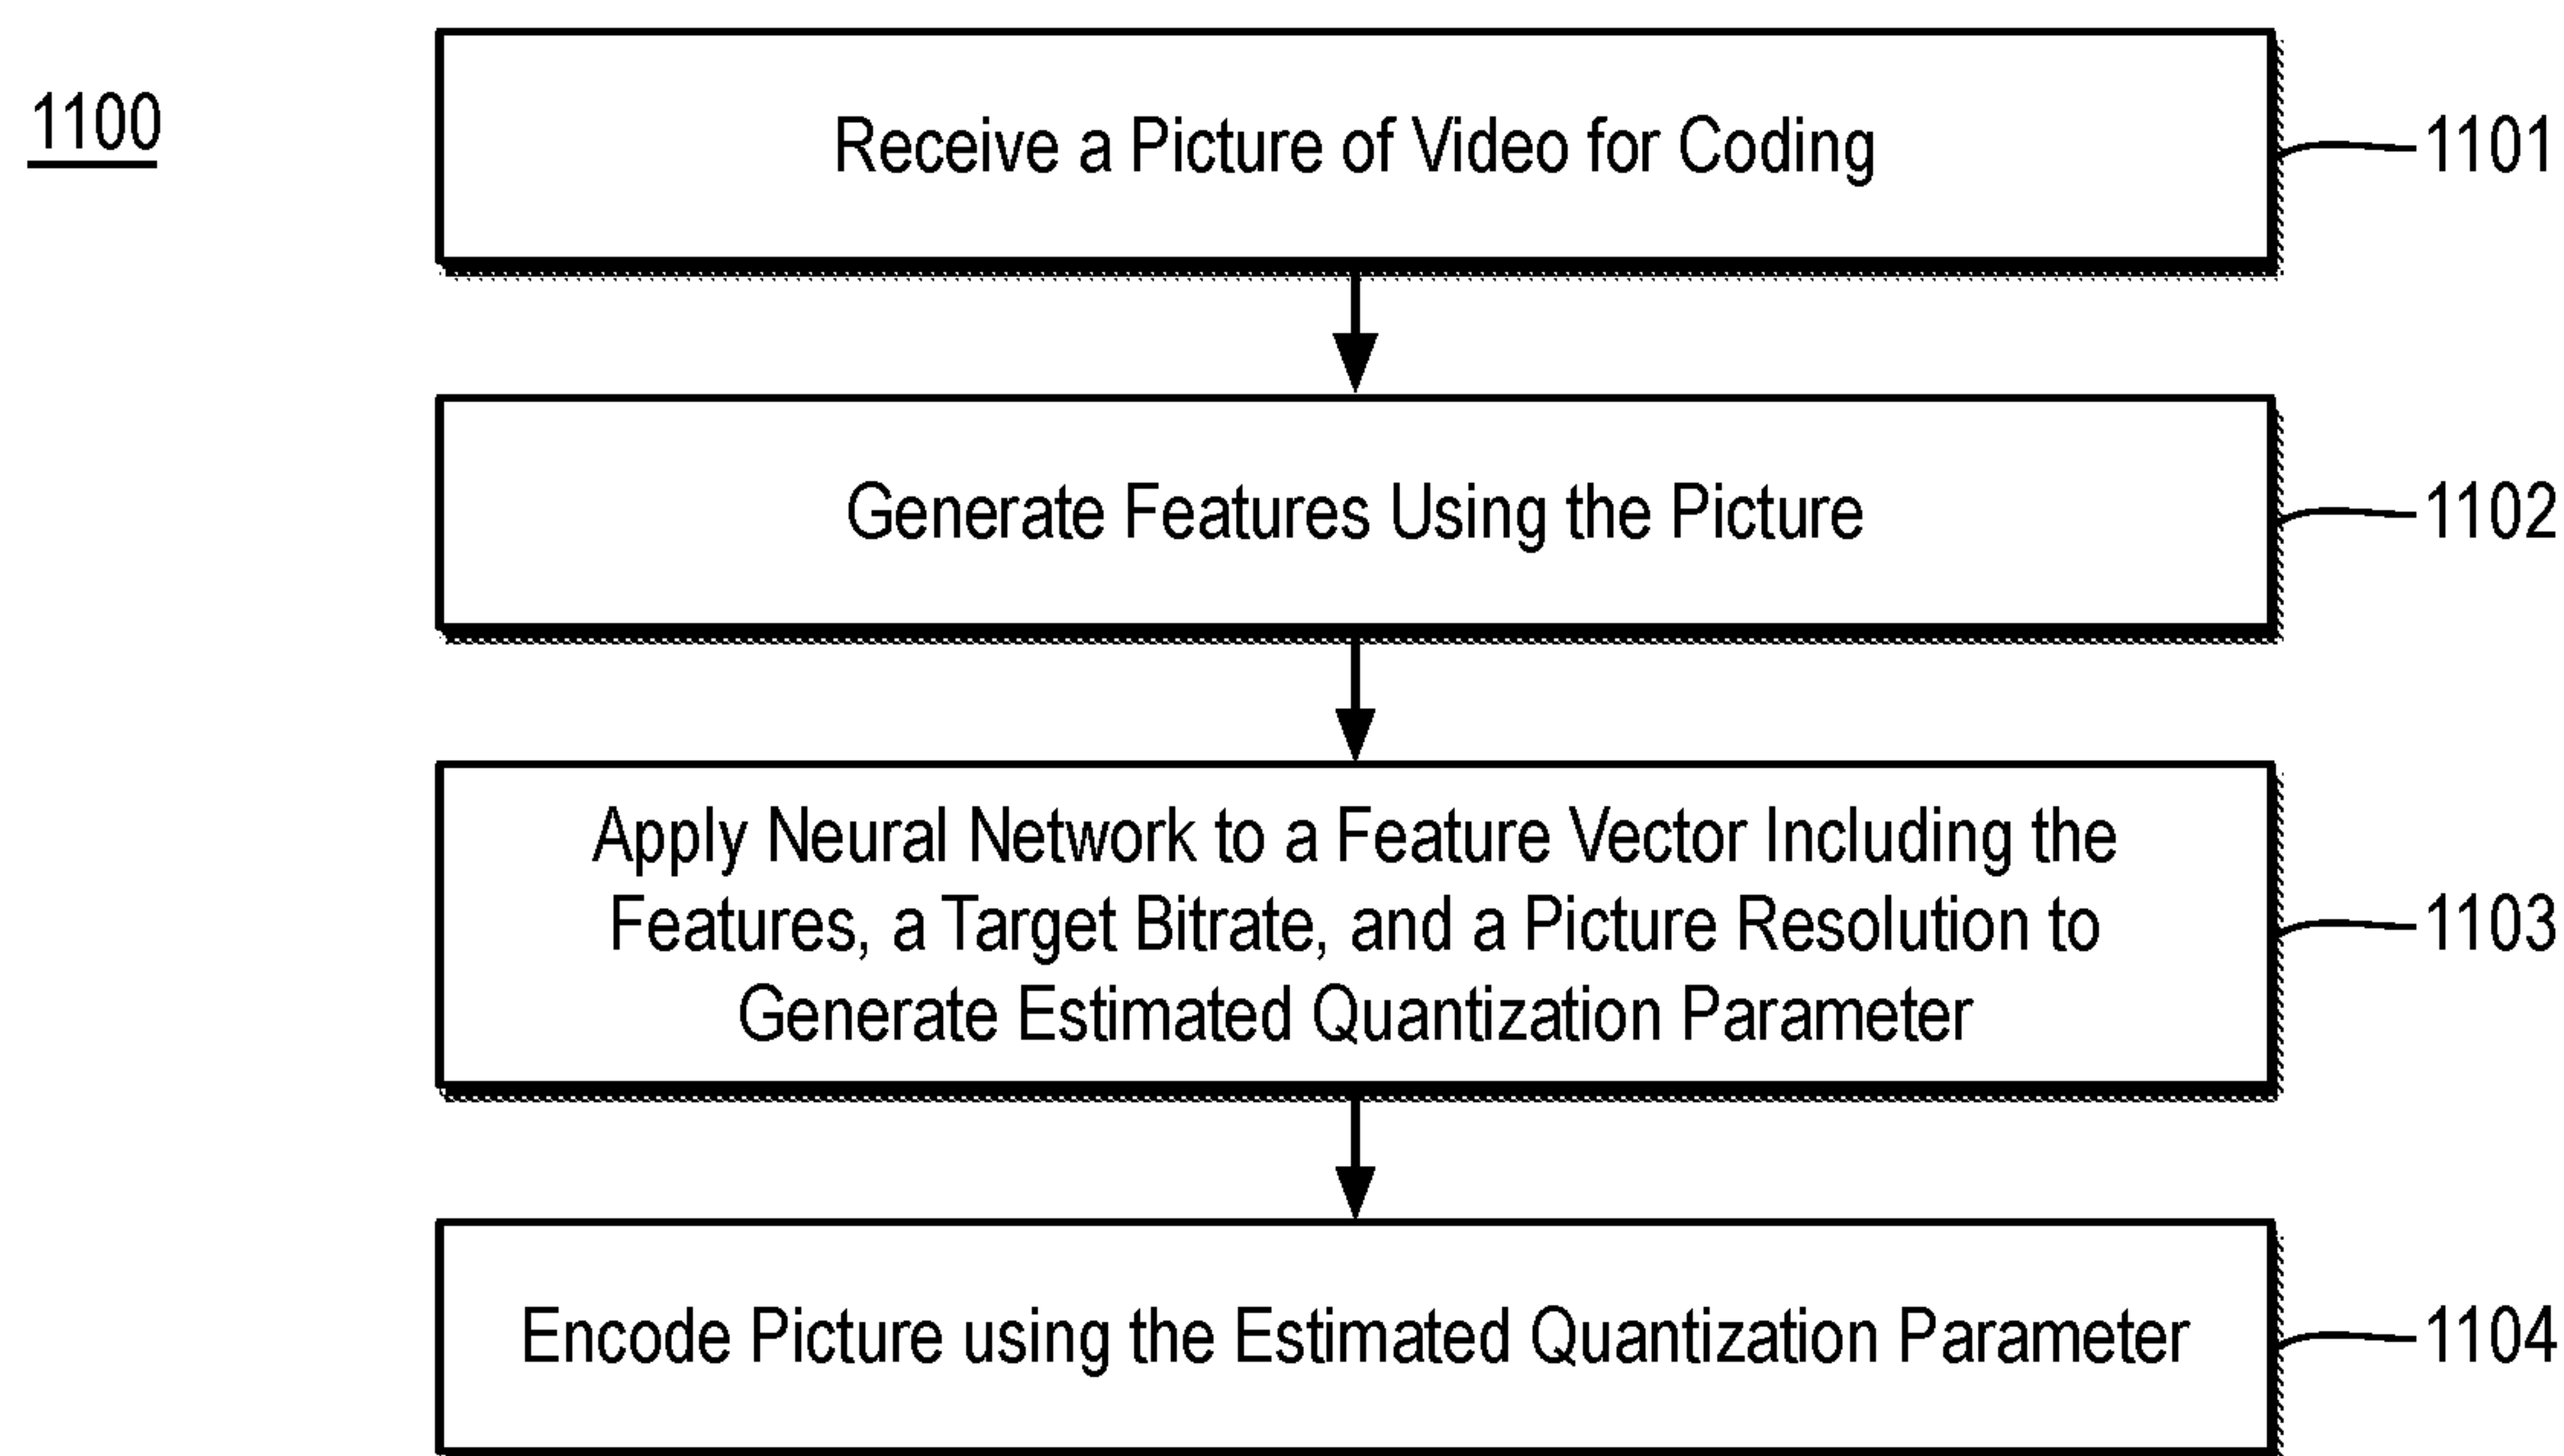 1100
Receive a Picture of Video for Coding
1101
Generate Features Using the Picture
1102
Apply Neural Network to a Feature Vector Including the
Features, a Target Bitrate, and a Picture Resolution to
Generate Estimated Quantization Parameter
1103
Encode Picture using the Estimated Quantization Parameter
1104